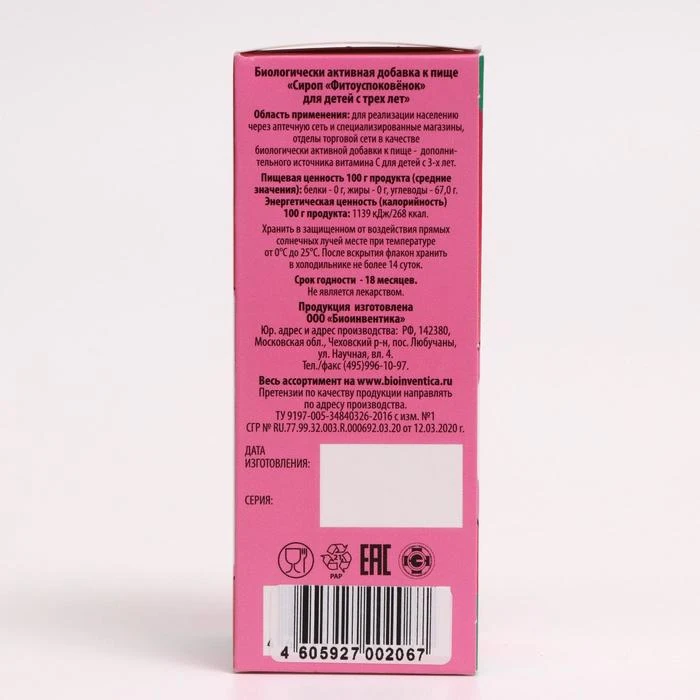 Биологически активная добавка к пище
«Сироп «Фитоуспоковёнок»
для детей с трех лет»
Область применения: для реализации населению
через аптечную сеть и специализированные магазины,
отделы торговой сети в качестве
биологически активной добавки к пище - дополни-
тельного источника витамина С для детей с 3-х лет.
Пищевая ценность 100 г продукта (средние
значения): белки - 0 г, жиры - 0 г, углеводы - 67,0 г.
Энергетическая ценность (калорийность)
100 г продукта: 1139 кДж/268 ккал.
Хранить в защищенном от воздействия прямых
солнечных лучей месте при температуре
от 0°С до 25°С. После вскрытия флакон хранить
в холодильнике не более 14 суток.
Срок годности - 18 месяцев.
Не является лекарством.
Продукция изготовлена
ООО «Биоинвентика»
Юр. адрес и адрес производства: РФ, 142380,
Московская обл., Чеховский р-н, пос. Любучаны,
ул. Научная, вл. 4.
Тел./факс (495)996-10-97.
Весь ассортимент на www.bioinventica.ru
Претензии по качеству продукции направлять
по адресу производства.
ТУ 9197-005-34840326-2016 с изм. №1
СГР № RU.77.99.32.003.R.000692.03.20 от 12.03.2020 г.
ДАТА
ИЗГОТОВЛЕНИЯ:
СЕРИЯ:
21
PAP
EAC
4 605927 002067